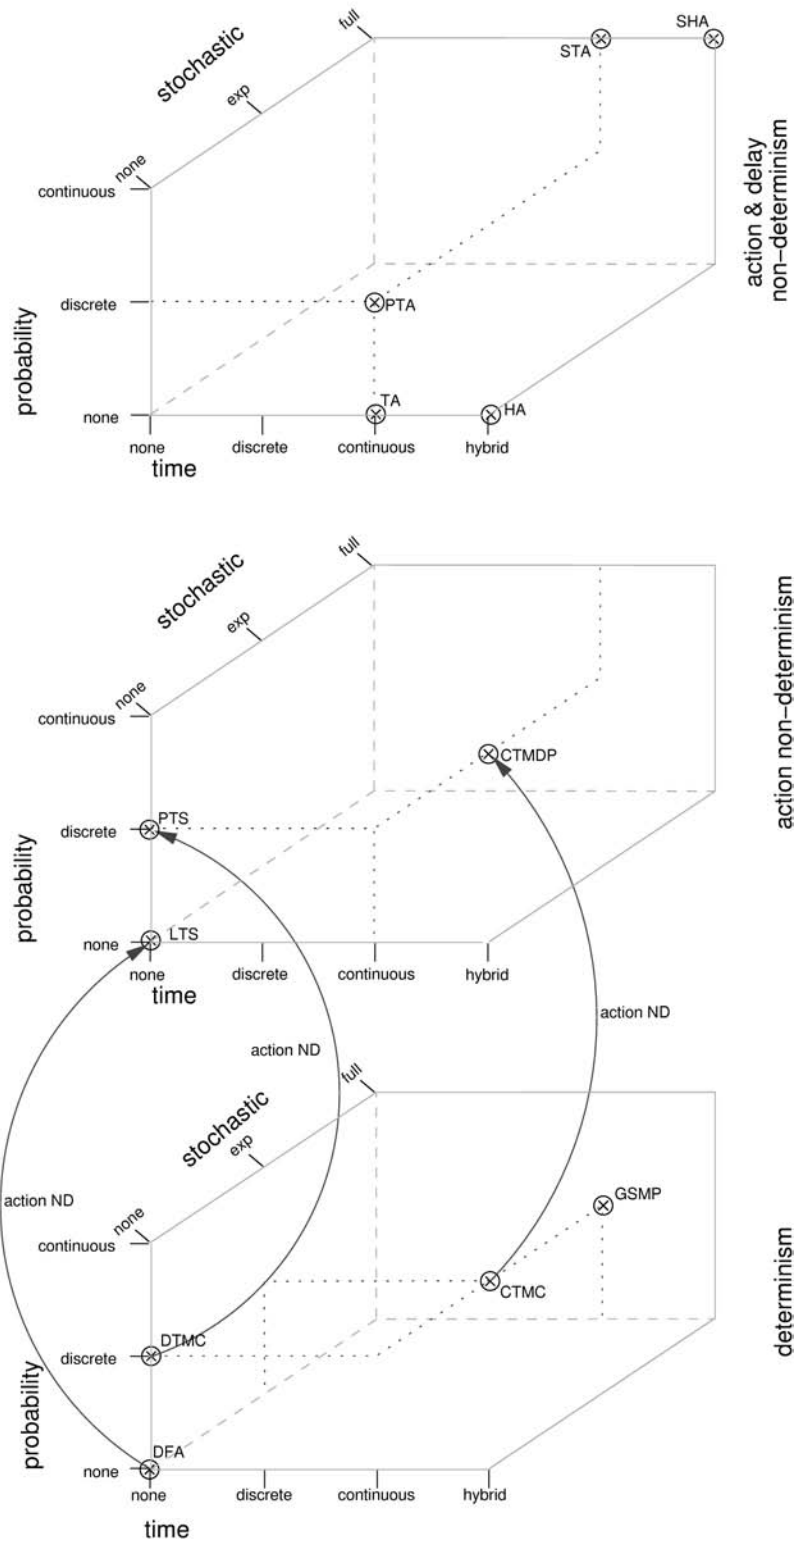 full
SHA
STA
stochastic
exp
none
continuous
action & delay
non-determinism
discrete
PTA
probability
TA
HA
none
none
discrete
continuous
hybrid
time
full
stochastic
exp
none
continuous
action non-determinism
CTMDP
PTS
discrete
probability
LTS
none
none
discrete
continuous
hybrid
time
action ND
action ND
full
stochastic
exp
action ND
GSMP
none
continuous
CTMC
determinism
DTMC
discrete
probability
DFA
none
none
discrete
continuous
hybrid
time